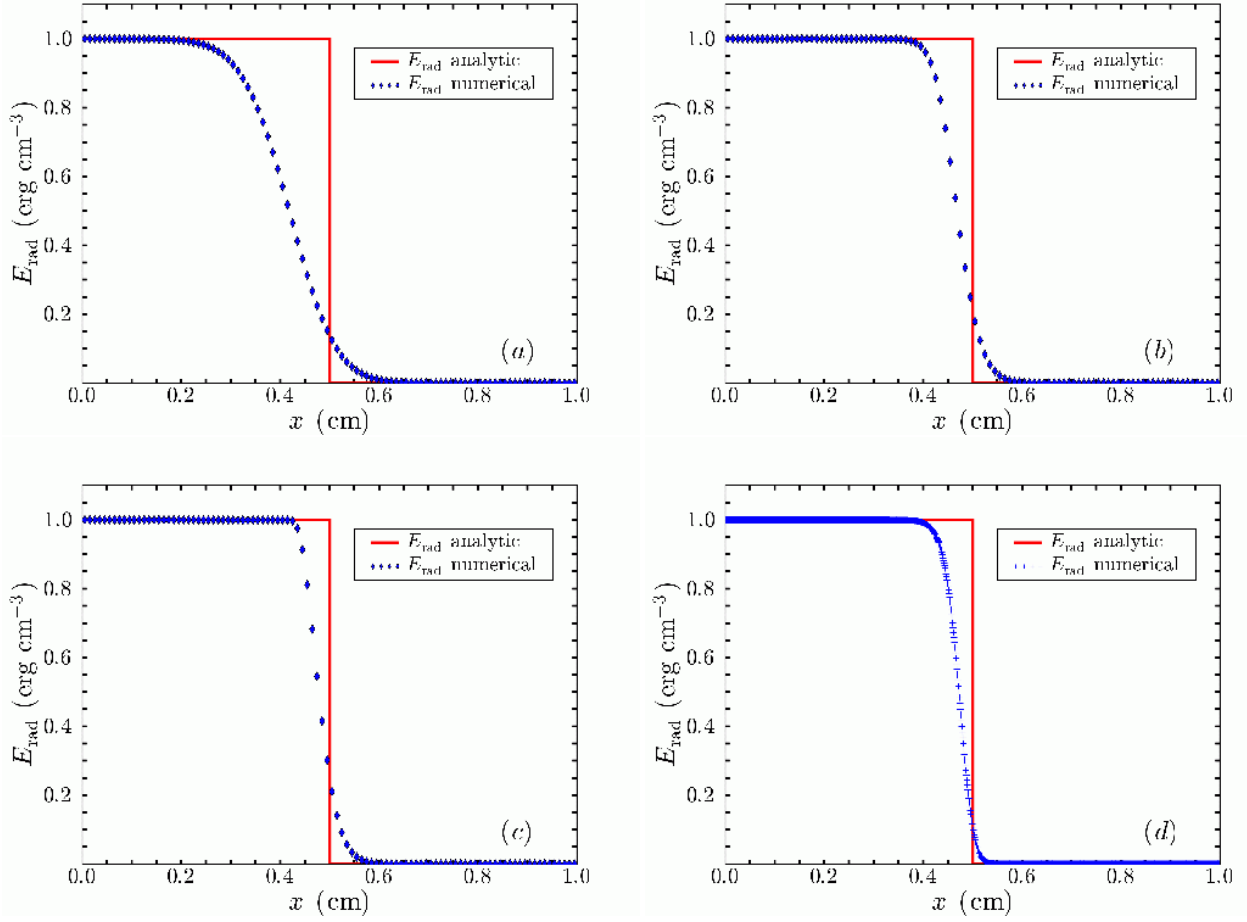 1.0
0.8
0.6
0.4
0.2
E_rad (erg cm⁻³)
E_rad analytic
E_rad numerical
(a)
0.0 0.2 0.4 0.6 0.8 1.0
x (cm)
1.0
0.8
0.6
0.4
0.2
E_rad (erg cm⁻³)
E_rad analytic
E_rad numerical
(b)
0.0 0.2 0.4 0.6 0.8 1.0
x (cm)
1.0
0.8
0.6
0.4
0.2
E_rad (erg cm⁻³)
E_rad analytic
E_rad numerical
(c)
0.0 0.2 0.4 0.6 0.8 1.0
x (cm)
1.0
0.8
0.6
0.4
0.2
E_rad (erg cm⁻³)
E_rad analytic
E_rad numerical
(d)
0.0 0.2 0.4 0.6 0.8 1.0
x (cm)